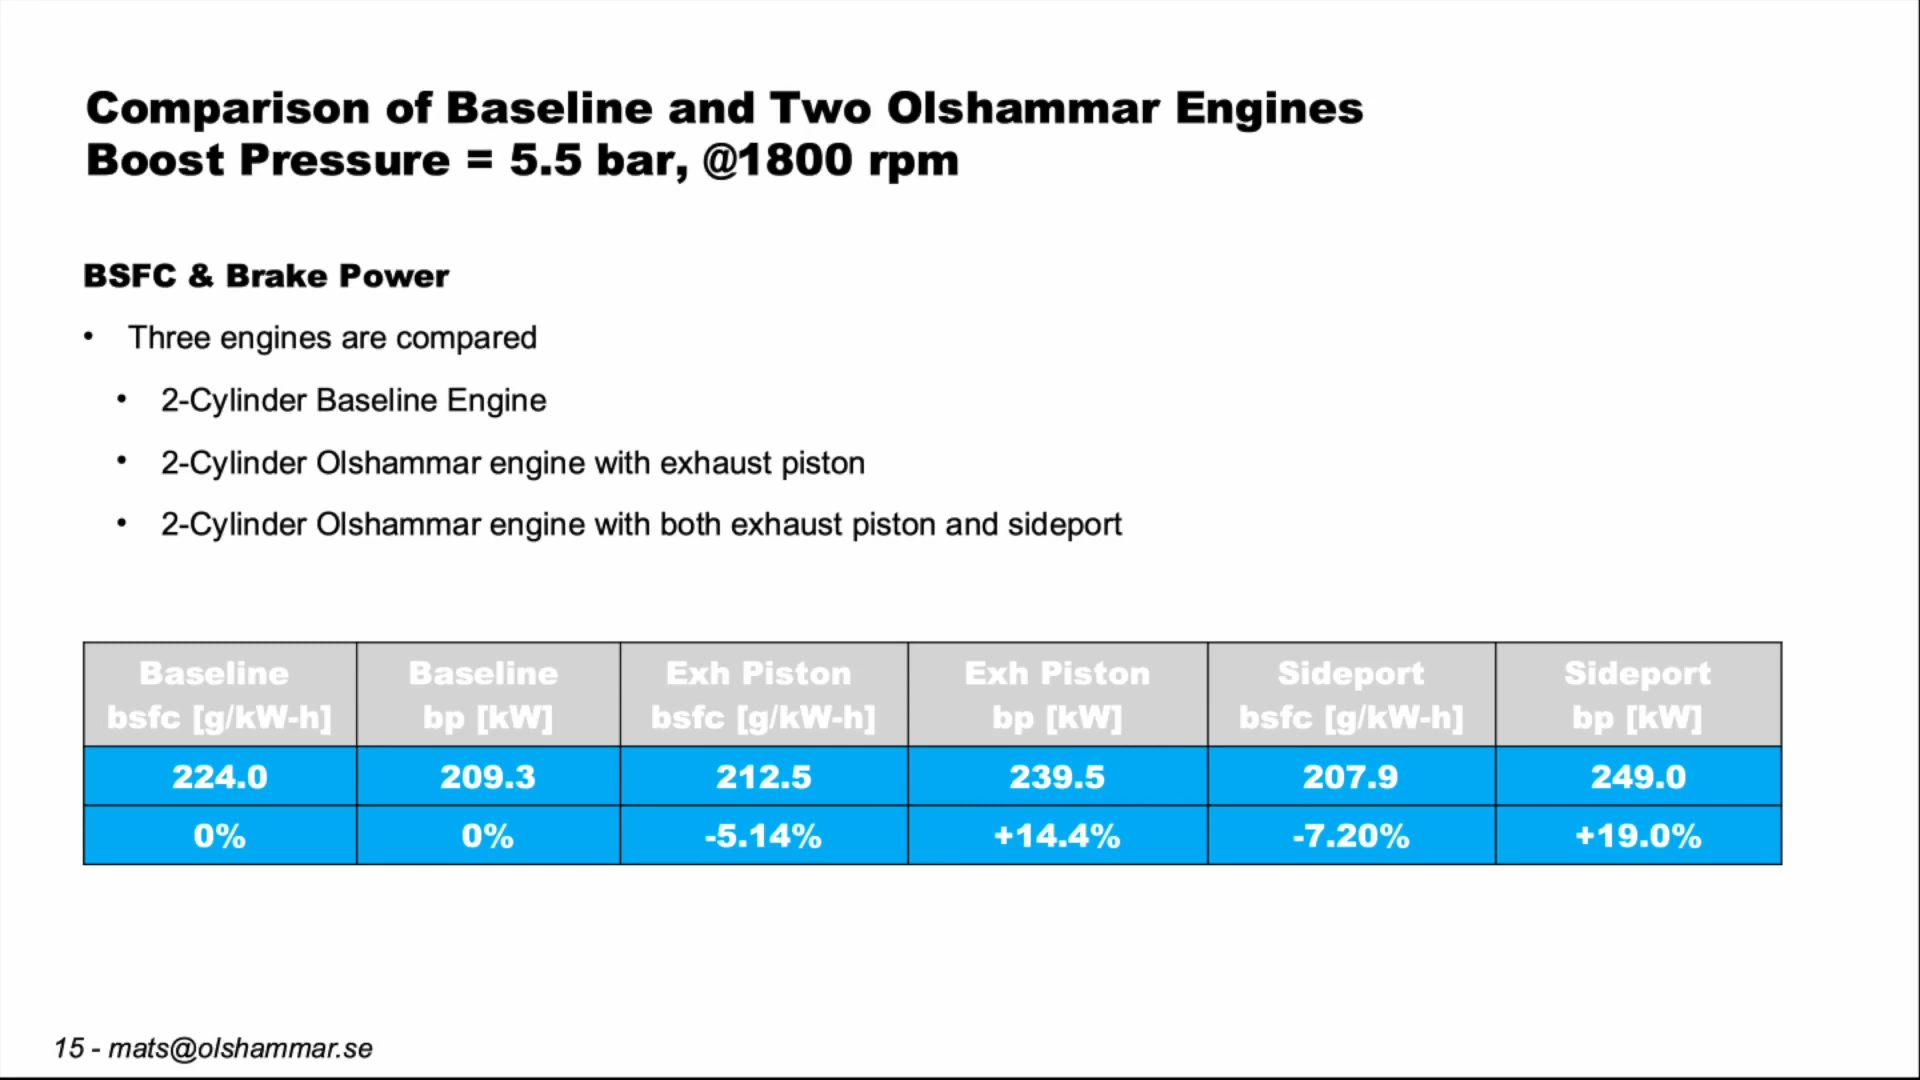 Comparison of Baseline and Two Olshammar Engines
Boost Pressure = 5.5 bar, @1800 rpm
BSFC & Brake Power
• Three engines are compared
• 2-Cylinder Baseline Engine
• 2-Cylinder Olshammar engine with exhaust piston
• 2-Cylinder Olshammar engine with both exhaust piston and sideport
Baseline bsfc [g/kW-h] Baseline bp [kW] Exh Piston bsfc [g/kW-h] Exh Piston bp [kW] Sideport bsfc [g/kW-h] Sideport bp [kW]
224.0 209.3 212.5 239.5 207.9 249.0
0% 0% -5.14% +14.4% -7.20% +19.0%
15 - mats@olshammar.se